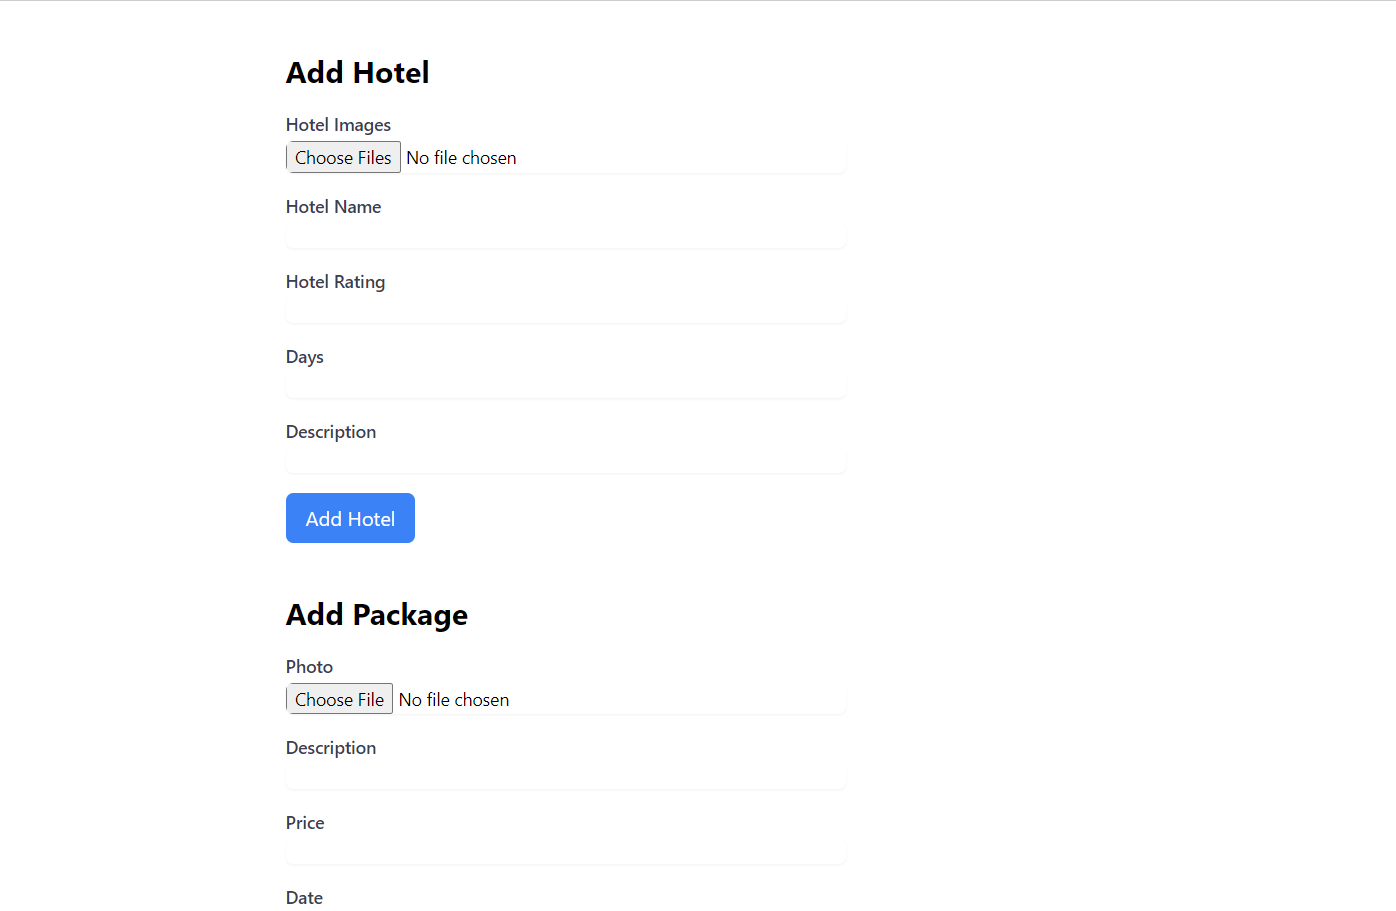 Add Hotel
Hotel Images
Choose Files No file chosen
Hotel Name
Hotel Rating
Days
Description
Add Hotel
Add Package
Photo
Choose File No file chosen
Description
Price
Date